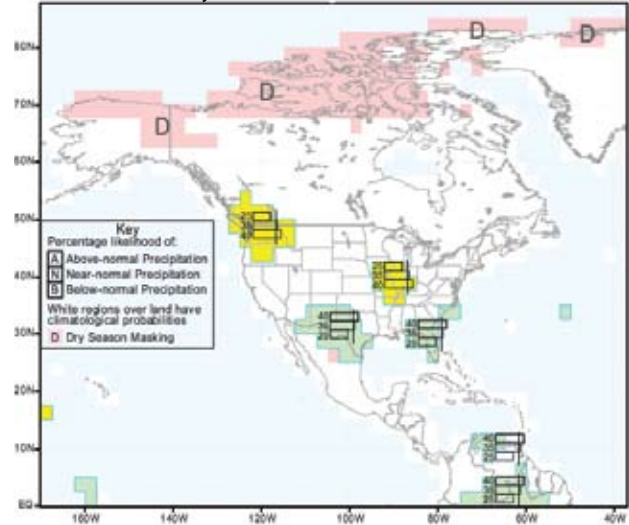 D
D
80N
D
70N
D
60N
50N
Key
Percentage likelihood of:
A Above-normal Precipitation
N Near-normal Precipitation
B Below-normal Precipitation
White regions over land have
climatological probabilities
D Dry Season Masking
40N
30N
20N
10N
EQ
160W 140W 120W 100W 80W 60W 40W